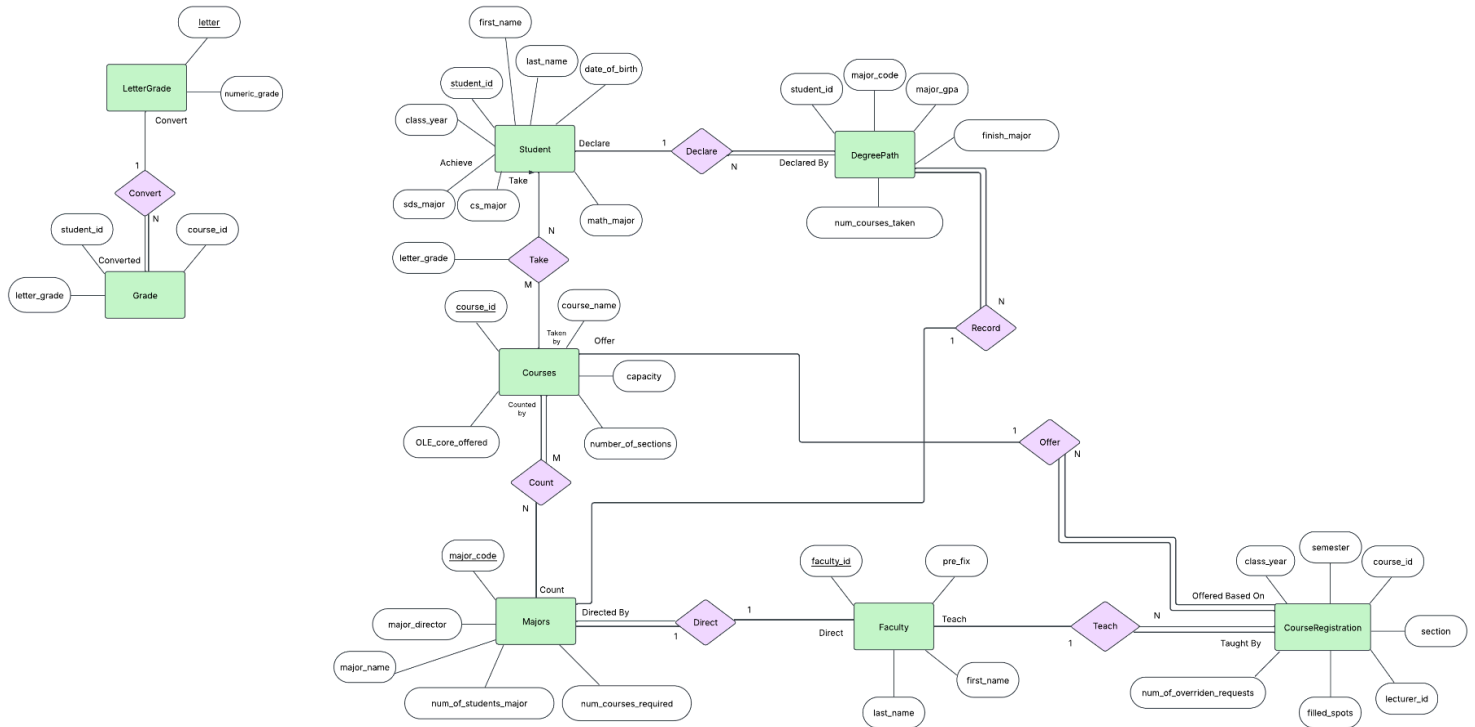 letter
LetterGrade
numeric_grade
Convert
1
Convert
N
student_id
course_id
Converted
letter_grade
Grade
first_name
last_name
date_of_birth
student_id
class_year
Student
Achieve
Take
sds_major
cs_major
math_major
Declare
1
Declare
N
Declared By
student_id
major_code
major_gpa
DegreePath
finish_major
num_courses_taken
N
letter_grade
Take
M
N
Record
1
course_id
course_name
Taken
by
Offer
Courses
capacity
Counted
by
OLE_core_offered
number_of_sections
M
Count
N
1
Offer
N
major_code
Count
Majors
major_director
major_name
num_of_students_major
num_courses_required
Directed By
1
Direct
1
Direct
faculty_id
pre_fix
Faculty
last_name
first_name
Teach
1
Teach
N
Taught By
Offered Based On
class_year
semester
course_id
CourseRegistration
section
num_of_overriden_requests
filled_spots
lecturer_id